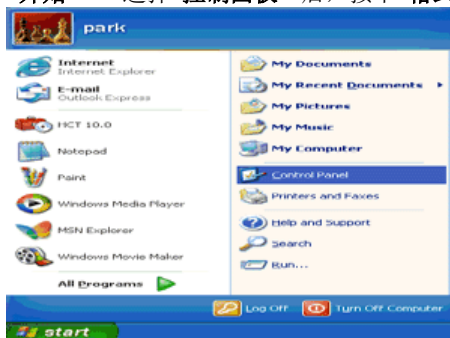 park
Internet
Internet Explorer
E-mail
Outlook Express
HCT 10.0
Notepad
Paint
Windows Media Player
MSN Explorer
Windows Movie Maker
All Programs
My Documents
My Recent Documents
My Pictures
My Music
My Computer
Control Panel
Printers and Faxes
Help and Support
Search
Run...
Log Off
Turn Off Computer
start